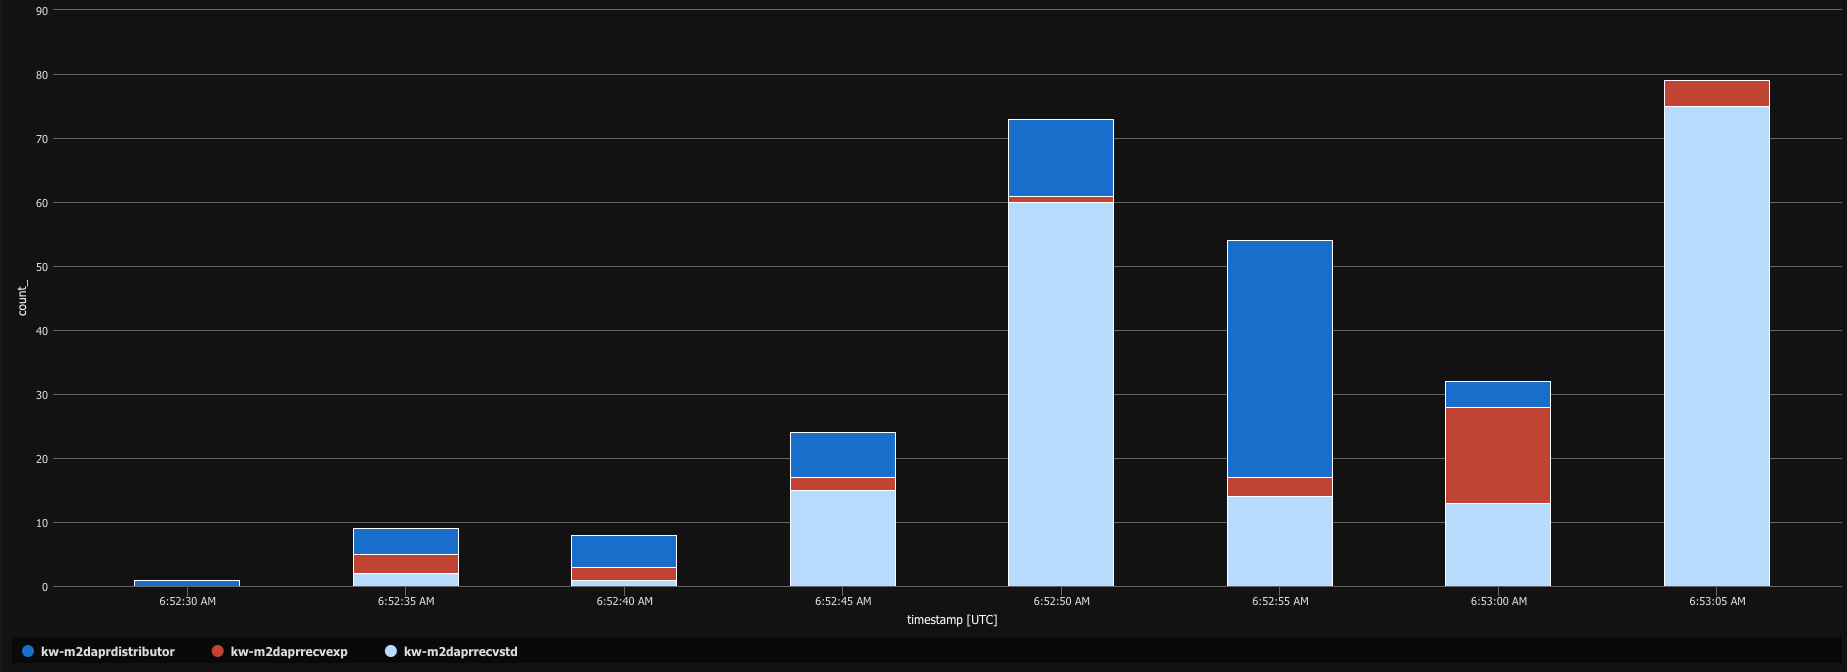 90
80
70
60
50
40
30
20
10
0
count_
6:52:30 AM 6:52:35 AM 6:52:40 AM 6:52:45 AM 6:52:50 AM 6:52:55 AM 6:53:00 AM 6:53:05 AM
timestamp [UTC]
kw-m2daprdistributor kw-m2daprrecvexp kw-m2daprrecvstd